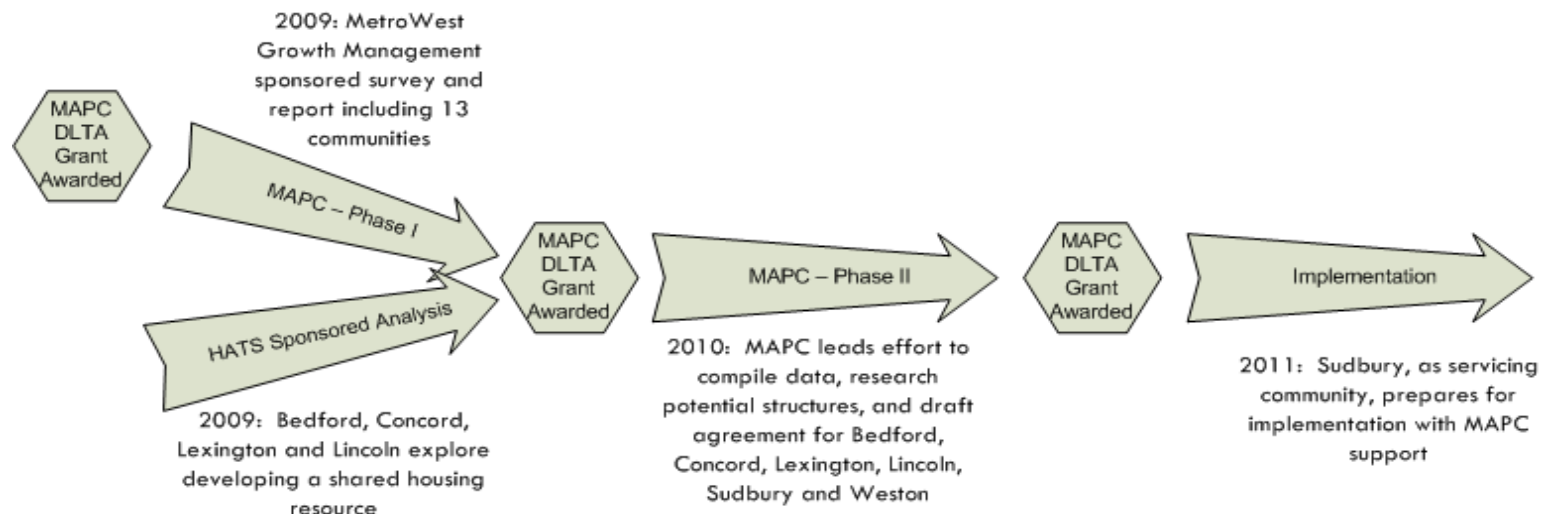 2009: MetroWest
Growth Management
sponsored survey and
report including 13
communities
MAPC
DLTA
Grant
Awarded
MAPC – Phase I
HATS Sponsored Analysis
2009: Bedford, Concord,
Lexington and Lincoln explore
developing a shared housing
resource
MAPC
DLTA
Grant
Awarded
MAPC – Phase II
2010: MAPC leads effort to
compile data, research
potential structures, and draft
agreement for Bedford,
Concord, Lexington, Lincoln,
Sudbury and Weston
MAPC
DLTA
Grant
Awarded
Implementation
2011: Sudbury, as servicing
community, prepares for
implementation with MAPC
support